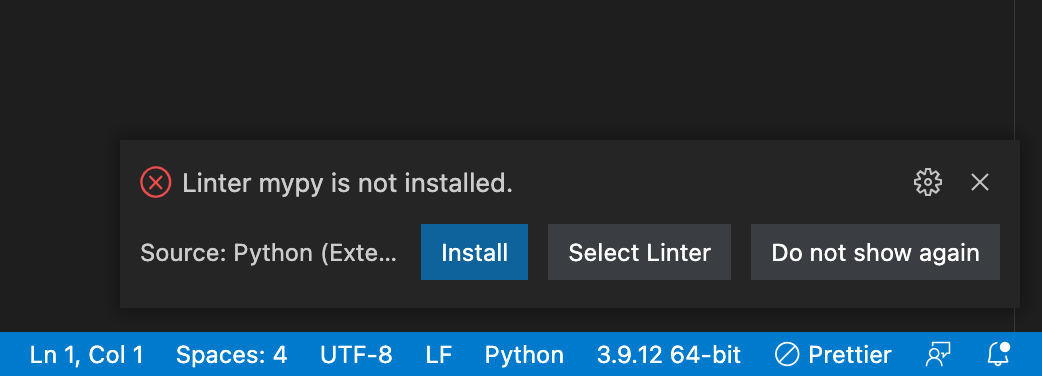 Linter mypy is not installed.
Source: Python (Exte... Install Select Linter Do not show again
Ln 1, Col 1 Spaces: 4 UTF-8 LF Python 3.9.12 64-bit Prettier